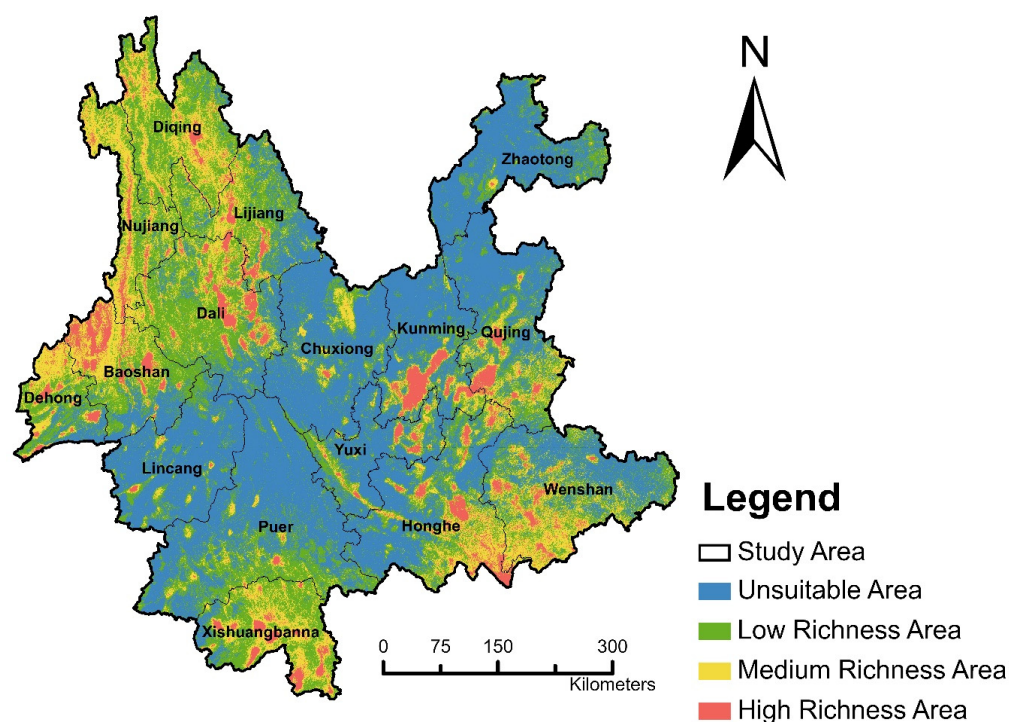 N
Diqing
Zhaotong
Lijiang
Nujiang
Dali
Kunming
Qujing
Chuxiong
Baoshan
Dehong
Yuxi
Lincang
Wenshan
Puer
Honghe
Xishuangbanna
0 75 150 300
Kilometers
Legend
Study Area
Unsuitable Area
Low Richness Area
Medium Richness Area
High Richness Area